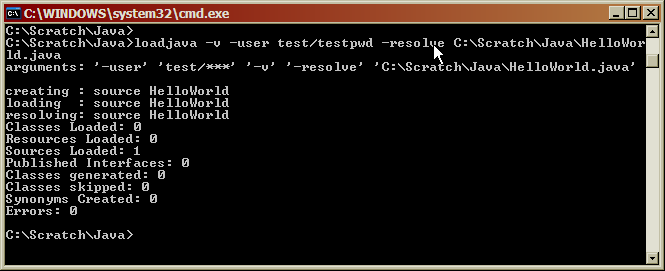 C:\WINDOWS\system32\cmd.exe
C:\Scratch\Java>
C:\Scratch\Java>loadjava -v -user test/testpwd -resolve C:\Scratch\Java\HelloWor
ld.java
arguments: '-user' 'test/***' '-v' '-resolve' 'C:\Scratch\Java\HelloWorld.java'
creating : source HelloWorld
loading  : source HelloWorld
resolving: source HelloWorld
Classes Loaded: 0
Resources Loaded: 0
Sources Loaded: 1
Published Interfaces: 0
Classes generated: 0
Classes skipped: 0
Synonyms Created: 0
Errors: 0
C:\Scratch\Java>